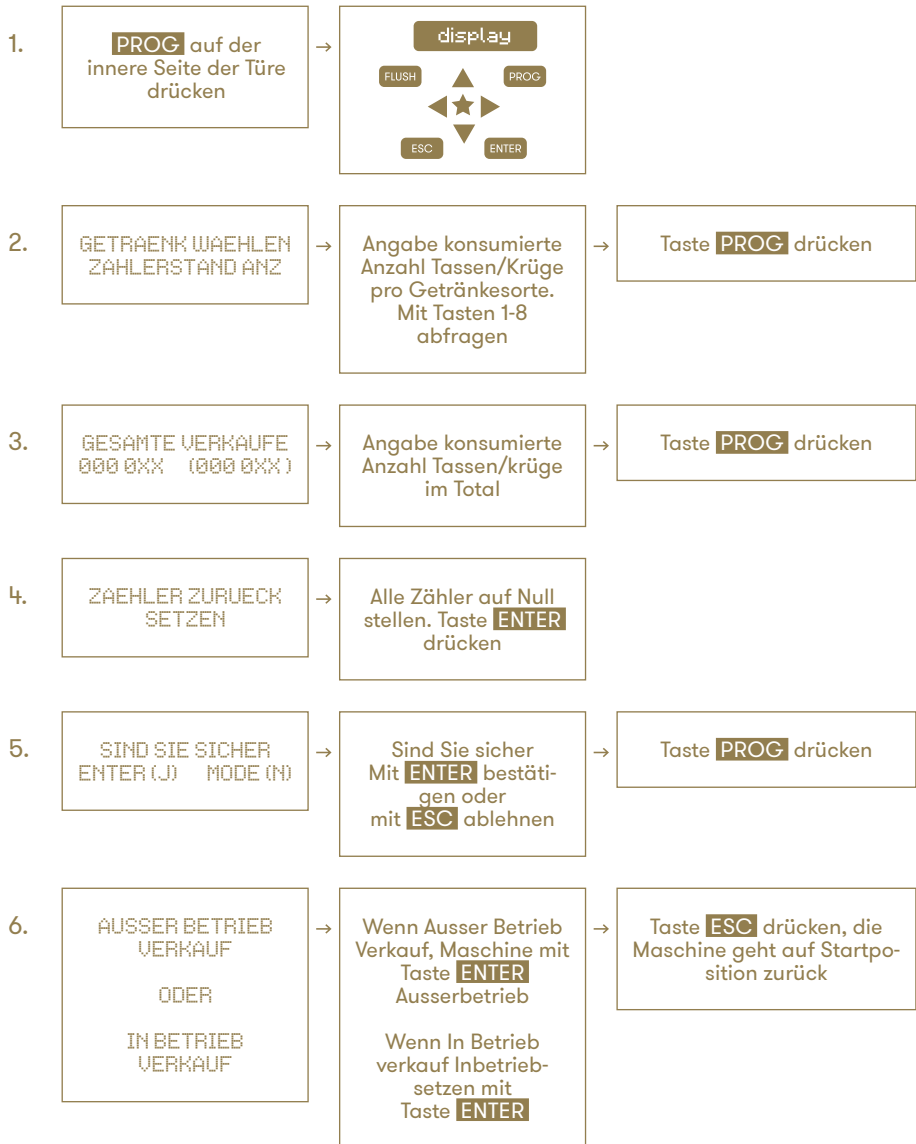 1.
PROG auf der
innere Seite der Türe
drücken
→
display
FLUSH
PROG
ESC
ENTER
2.
GETRAENK WAEHLEN
ZAHLERSTAND ANZ
→
Angabe konsumierte
Anzahl Tassen/Krüge
pro Getränkesorte.
Mit Tasten 1-8
abfragen
→
Taste PROG drücken
3.
GESAMTE VERKAUFE
000 0XX (000 0XX)
→
Angabe konsumierte
Anzahl Tassen/krüge
im Total
→
Taste PROG drücken
4.
ZAEHLER ZURUECK
SETZEN
→
Alle Zähler auf Null
stellen. Taste ENTER
drücken
5.
SIND SIE SICHER
ENTER (J) MODE (N)
→
Sind Sie sicher
Mit ENTER bestäti-
gen oder
mit ESC ablehnen
→
Taste PROG drücken
6.
AUSSER BETRIEB
VERKAUF
ODER
IN BETRIEB
VERKAUF
→
Wenn Ausser Betrieb
Verkauf, Maschine mit
Taste ENTER
Ausserbetrieb
Wenn In Betrieb
verkauf Inbetrieb-
setzen mit
Taste ENTER
→
Taste ESC drücken, die
Maschine geht auf Startpo-
sition zurück